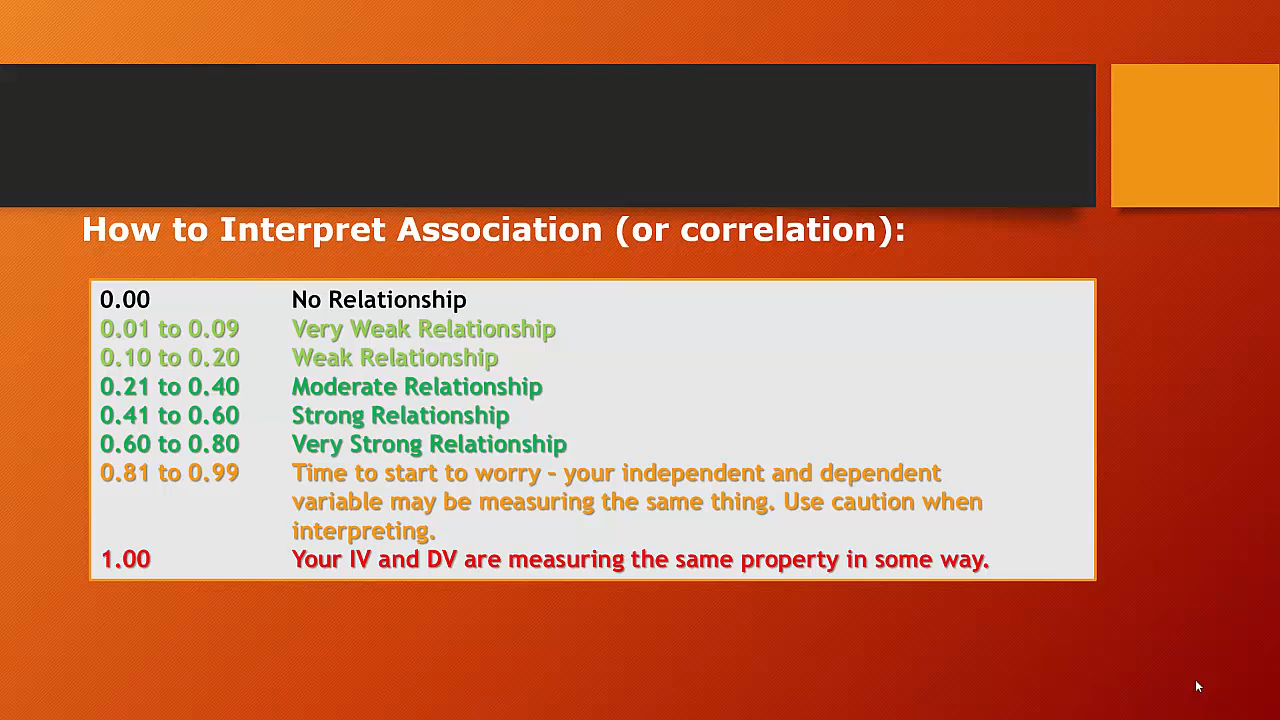 How to Interpret Association (or correlation):
0.00 No Relationship
0.01 to 0.09 Very Weak Relationship
0.10 to 0.20 Weak Relationship
0.21 to 0.40 Moderate Relationship
0.41 to 0.60 Strong Relationship
0.60 to 0.80 Very Strong Relationship
0.81 to 0.99 Time to start to worry – your independent and dependent
variable may be measuring the same thing. Use caution when
interpreting.
1.00 Your IV and DV are measuring the same property in some way.